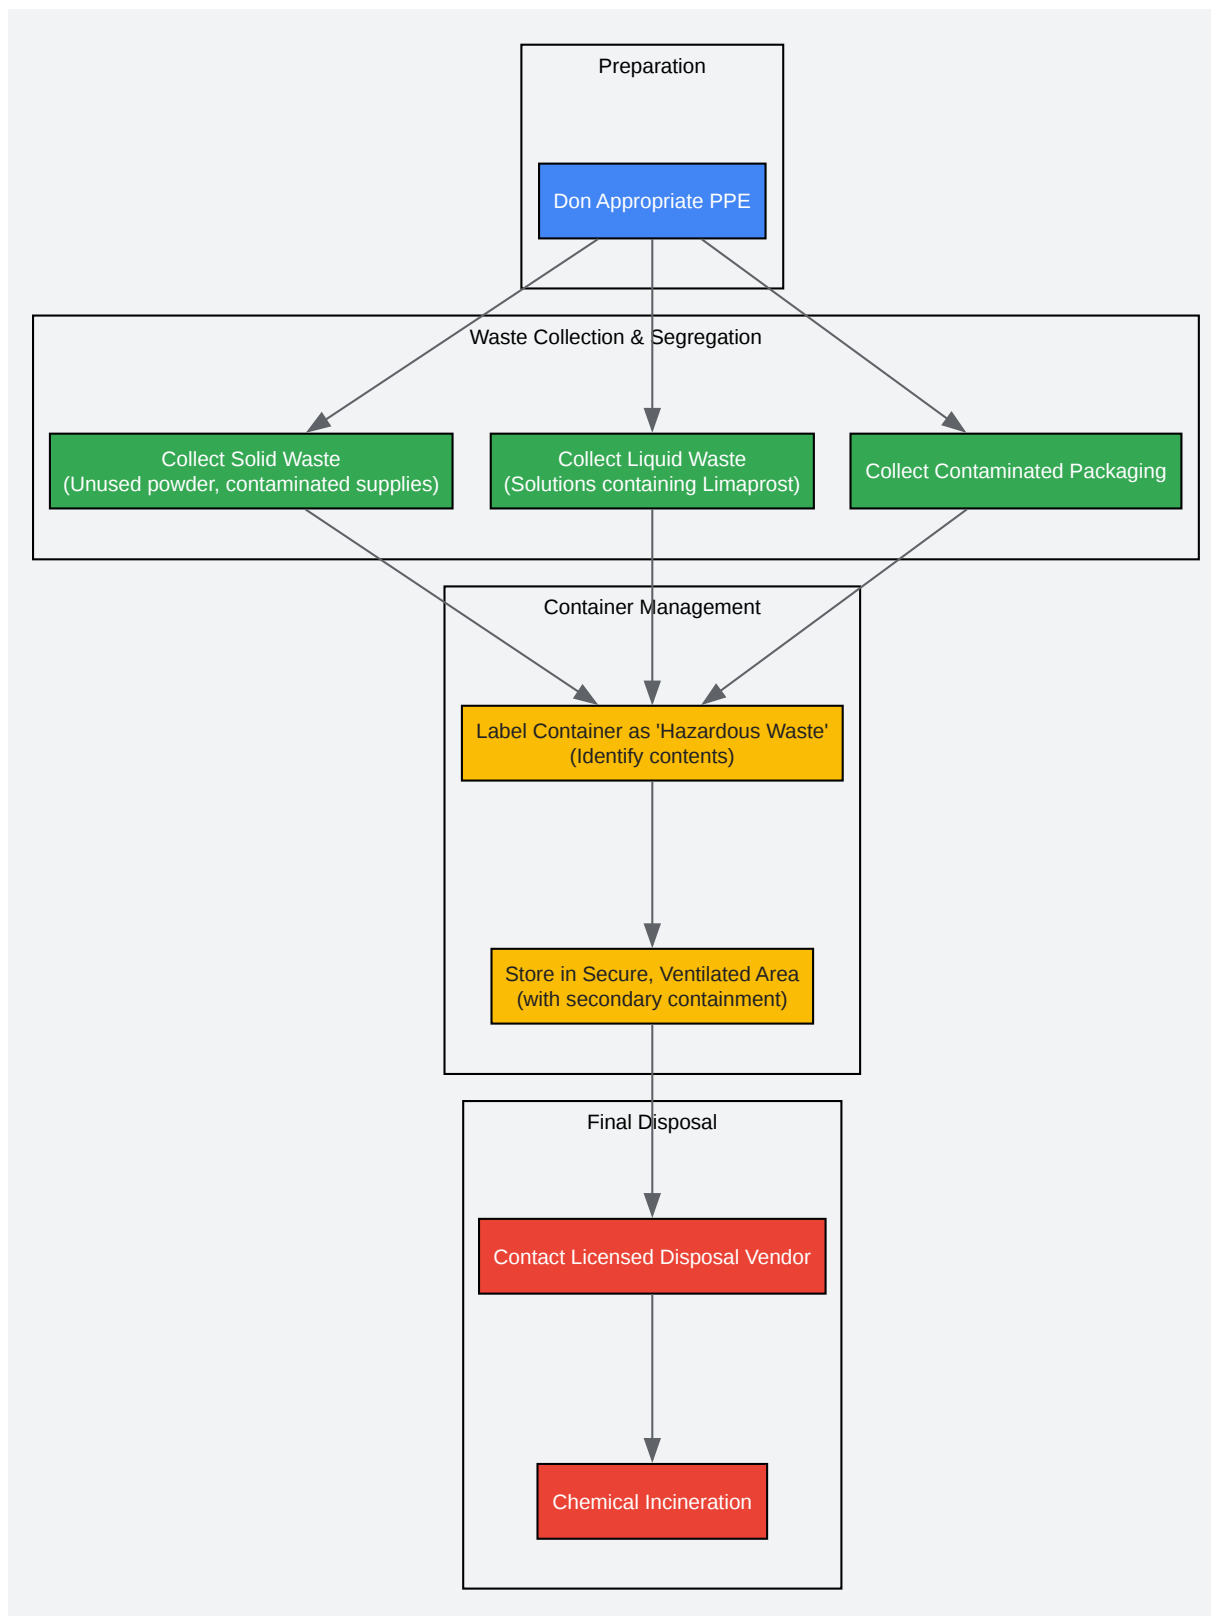 Preparation
Don Appropriate PPE
Waste Collection & Segregation
Collect Solid Waste
(Unused powder, contaminated supplies)
Collect Liquid Waste
(Solutions containing Limaprost)
Collect Contaminated Packaging
Container Management
Label Container as 'Hazardous Waste'
(Identify contents)
Store in Secure, Ventilated Area
(with secondary containment)
Final Disposal
Contact Licensed Disposal Vendor
Chemical Incineration